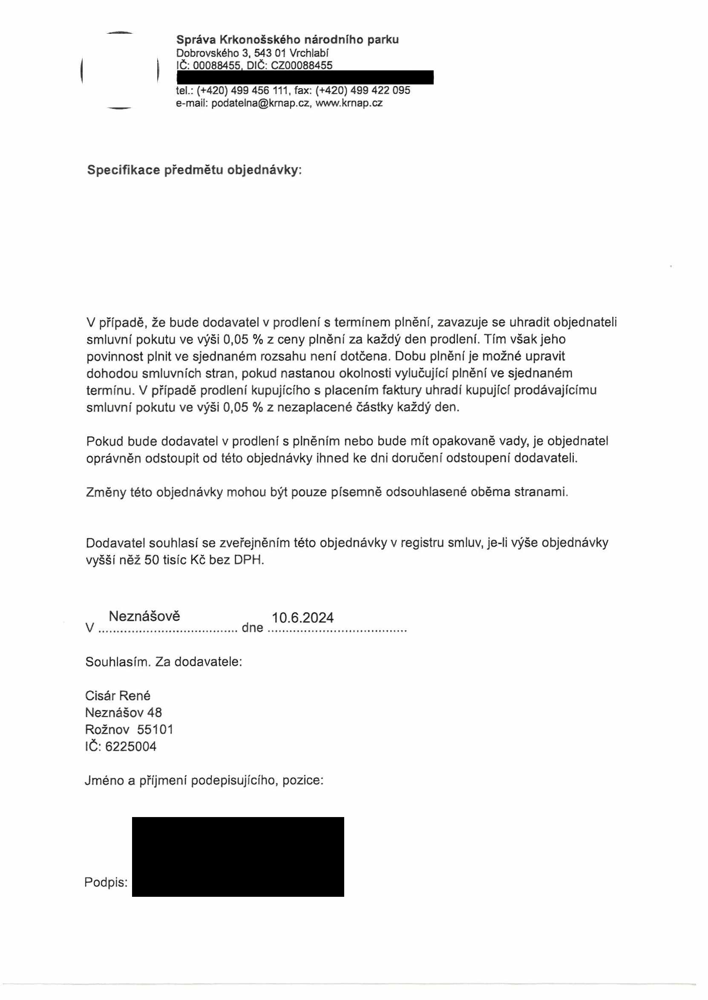 Správa Krkonošského národního parku
Dobrovského 3, 543 01 Vrchlabí
IČ: 00088455, DIČ: CZ00088455
tel.: (+420) 499 456 111, fax: (+420) 499 422 095
e-mail: podatelna@krnap.cz, www.krnap.cz
Specifikace předmětu objednávky:
V případě, že bude dodavatel v prodlení s termínem plnění, zavazuje se uhradit objednateli
smluvní pokutu ve výši 0,05 % z ceny plnění za každý den prodlení. Tím však jeho
povinnost plnit ve sjednaném rozsahu není dotčena. Dobu plnění je možné upravit
dohodou smluvních stran, pokud nastanou okolnosti vylučující plnění ve sjednaném
termínu. V případě prodlení kupujícího s placením faktury uhradí kupující prodávajícímu
smluvní pokutu ve výši 0,05 % z nezaplacené částky každý den.
Pokud bude dodavatel v prodlení s plněním nebo bude mít opakovaně vady, je objednatel
oprávněn odstoupit od této objednávky ihned ke dni doručení odstoupení dodavateli.
Změny této objednávky mohou být pouze písemně odsouhlasené oběma stranami.
Dodavatel souhlasí se zveřejněním této objednávky v registru smluv, je-li výše objednávky
vyšší něž 50 tisíc Kč bez DPH.
V Neznášově dne 10.6.2024
Souhlasím. Za dodavatele:
Cisár René
Neznášov 48
Rožnov 55101
IČ: 6225004
Jméno a příjmení podepisujícího, pozice:
Podpis: